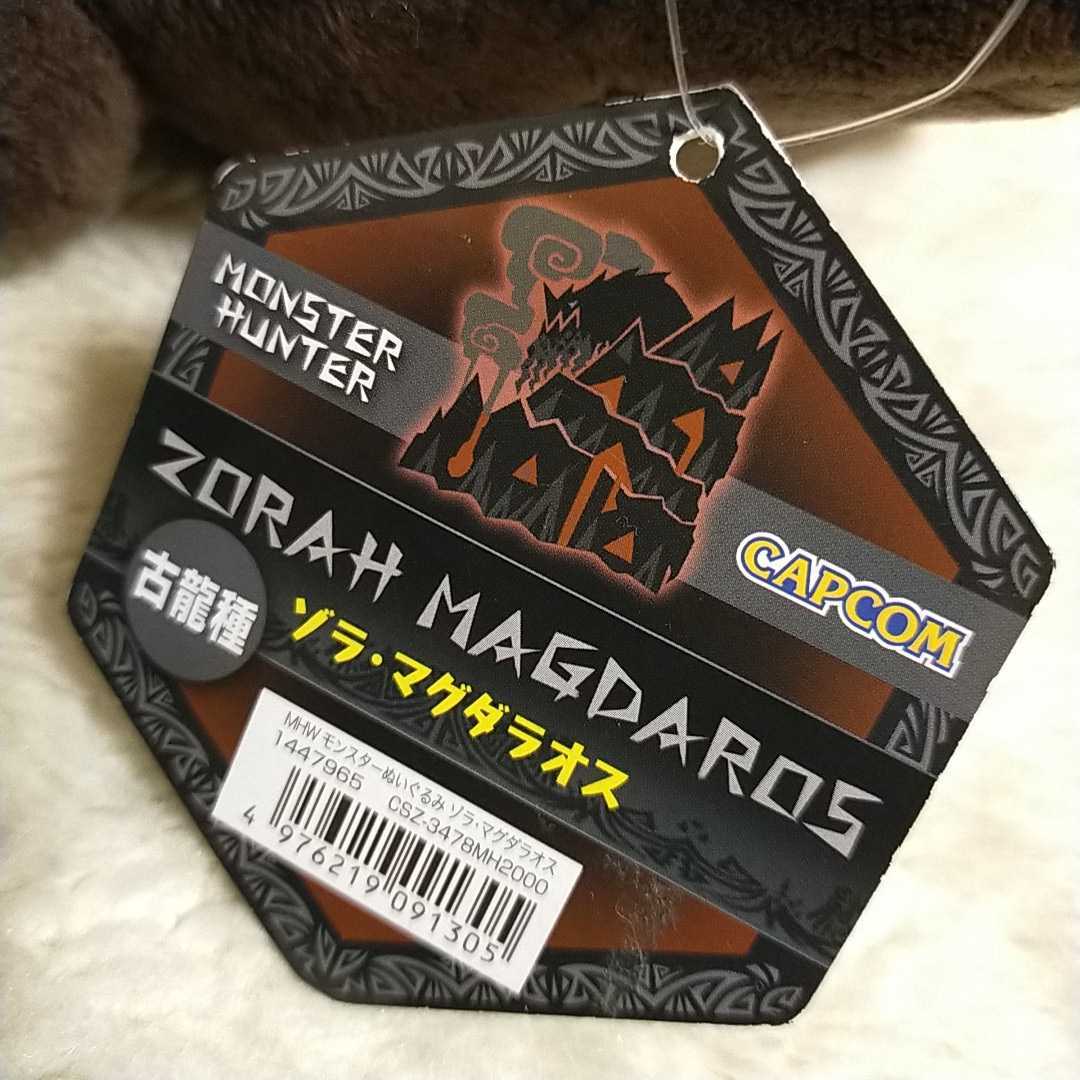 MONSTER
HUNTER
CAPCOM
ZORAH MAGDAROS
古龍種
ゾラ・マグダラオス
MHW モンスターぬいぐるみ ゾラ・マグダラオス
1447965 CSZ-3478MH2000
4 976219 091305